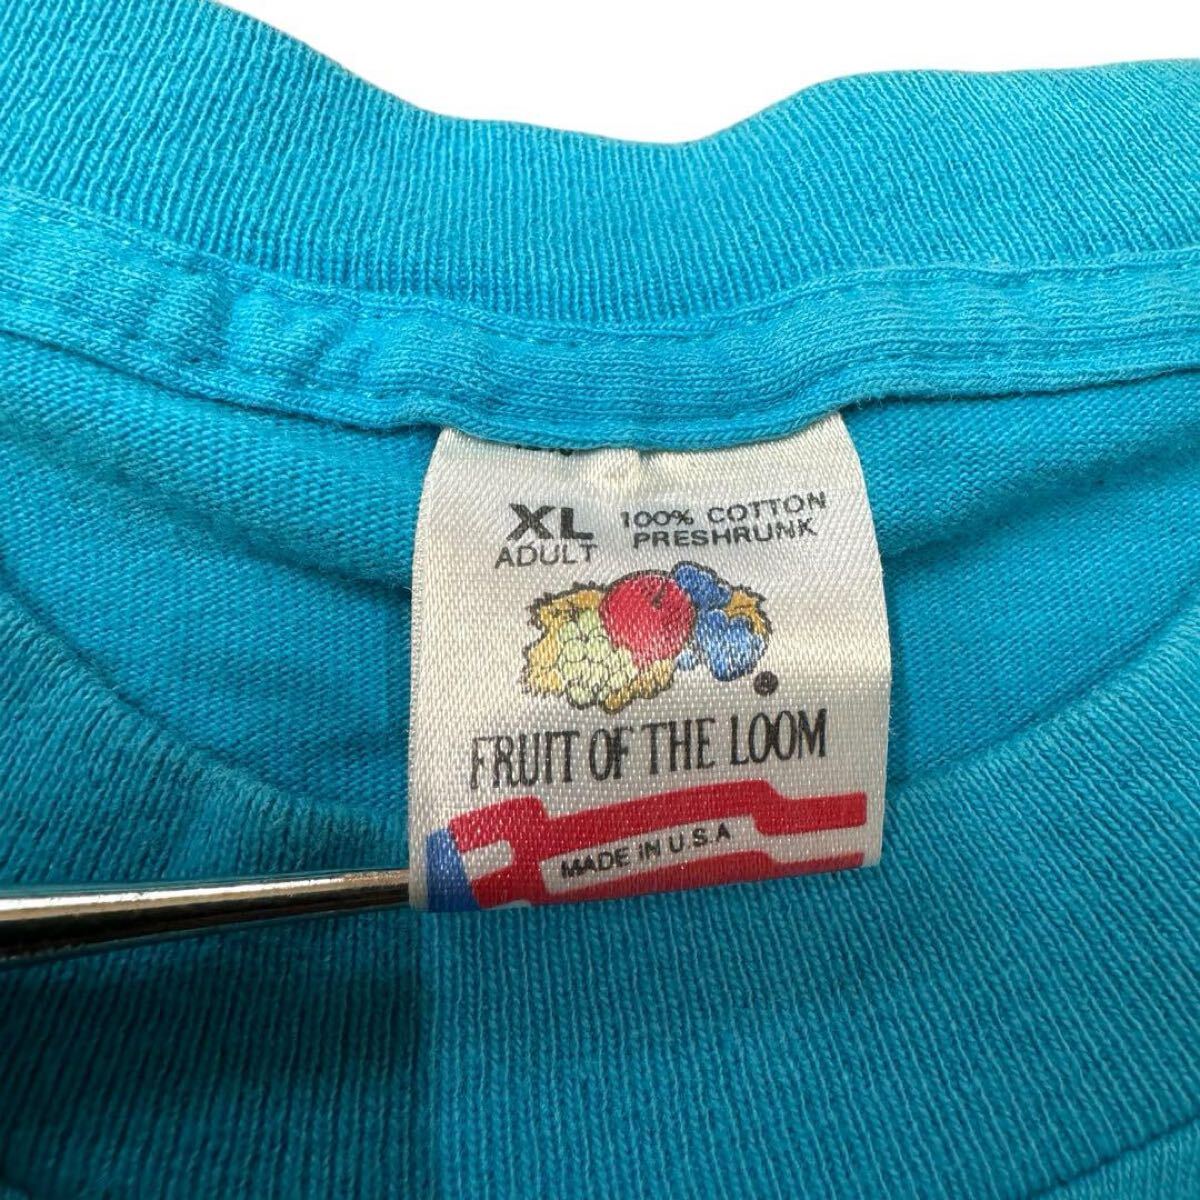 XL 100% COTTON
ADULT PRESHRUNK
®
FRUIT OF THE LOOM
MADE IN U.S.A